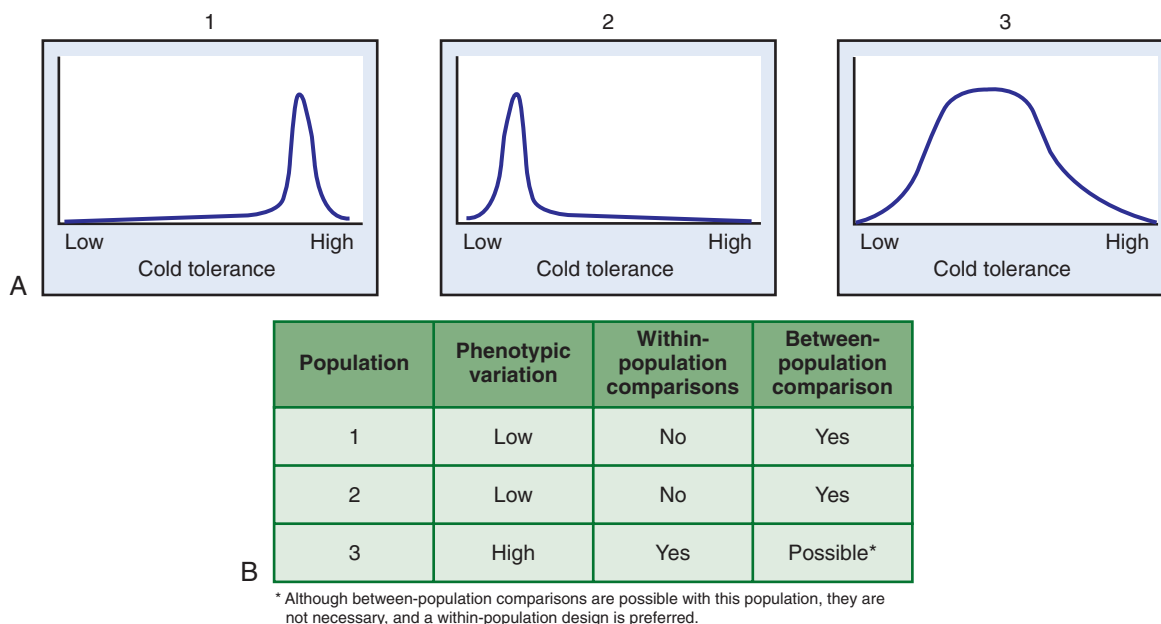 1 2 3
Low High Low High Low High
Cold tolerance Cold tolerance Cold tolerance
A
Population Phenotypic variation Within-population comparisons Between-population comparison
1 Low No Yes
2 Low No Yes
3 High Yes Possible*
B
* Although between-population comparisons are possible with this population, they are
not necessary, and a within-population design is preferred.